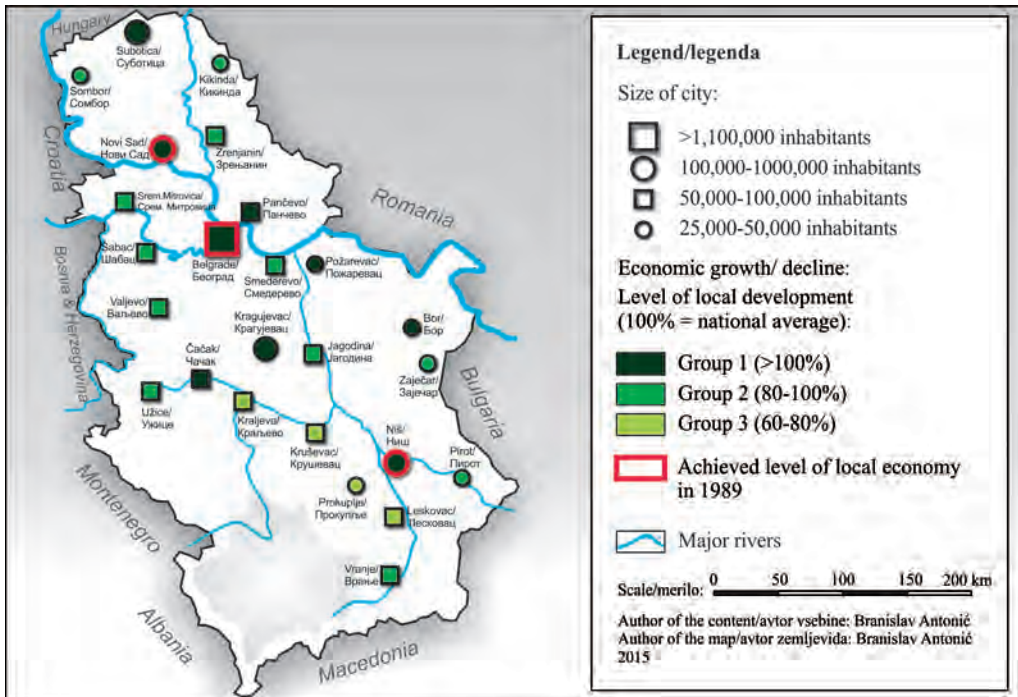 Hungary
Subotica/
Суботица
Sombor/
Сомбор
Kikinda/
Кикинда
Croatia
Novi Sad/
Нови Сад
Zrenjanin/
Зрењанин
Romania
Srem.Mitrovica/
Срем. Митровица
Pančevo/
Панчево
Bosnia & Herzegovina
Šabac/
Шабац
Belgrade/
Београд
Smederevo/
Смедерево
Požarevac/
Пожаревац
Valjevo/
Ваљево
Kragujevac/
Крагујевац
Bor/
Бор
Jagodina/
Јагодина
Čačak/
Чачак
Zaječar/
Зајечар
Bulgaria
Užice/
Ужице
Kraljevo/
Краљево
Kruševac/
Крушевац
Niš/
Ниш
Pirot/
Пирот
Montenegro
Prokuplje/
Прокупље
Leskovac/
Лесковац
Vranje/
Врање
Albania
Macedonia
Legend/legenda
Size of city:
>1,100,000 inhabitants
100,000-1000,000 inhabitants
50,000-100,000 inhabitants
25,000-50,000 inhabitants
Economic growth/ decline:
Level of local development
(100% = national average):
Group 1 (>100%)
Group 2 (80-100%)
Group 3 (60-80%)
Achieved level of local economy
in 1989
Major rivers
Scale/merilo: 0 50 100 150 200 km
Author of the content/avtor vsebine: Branislav Antonić
Author of the map/avtor zemljevida: Branislav Antonić
2015